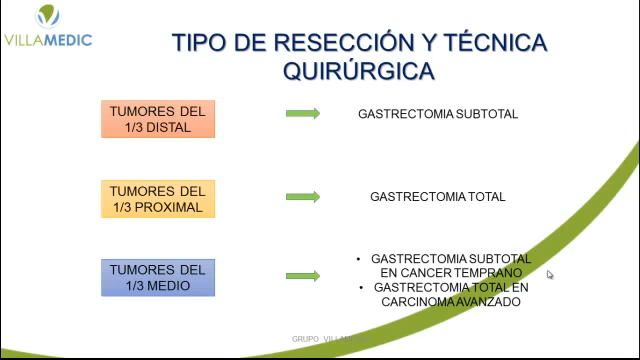 VILLAMEDIC
TIPO DE RESECCIÓN Y TÉCNICA
QUIRÚRGICA
TUMORES DEL
1/3 DISTAL
GASTRECTOMIA SUBTOTAL
TUMORES DEL
1/3 PROXIMAL
GASTRECTOMIA TOTAL
TUMORES DEL
1/3 MEDIO
• GASTRECTOMIA SUBTOTAL
EN CANCER TEMPRANO
• GASTRECTOMIA TOTAL EN
CARCINOMA AVANZADO
GRUPO